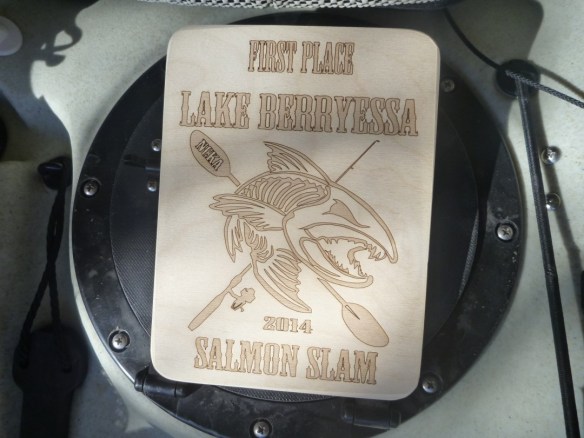 FIRST PLACE
LAKE BERRYESSA
NCKA
2014
SALMON SLAM